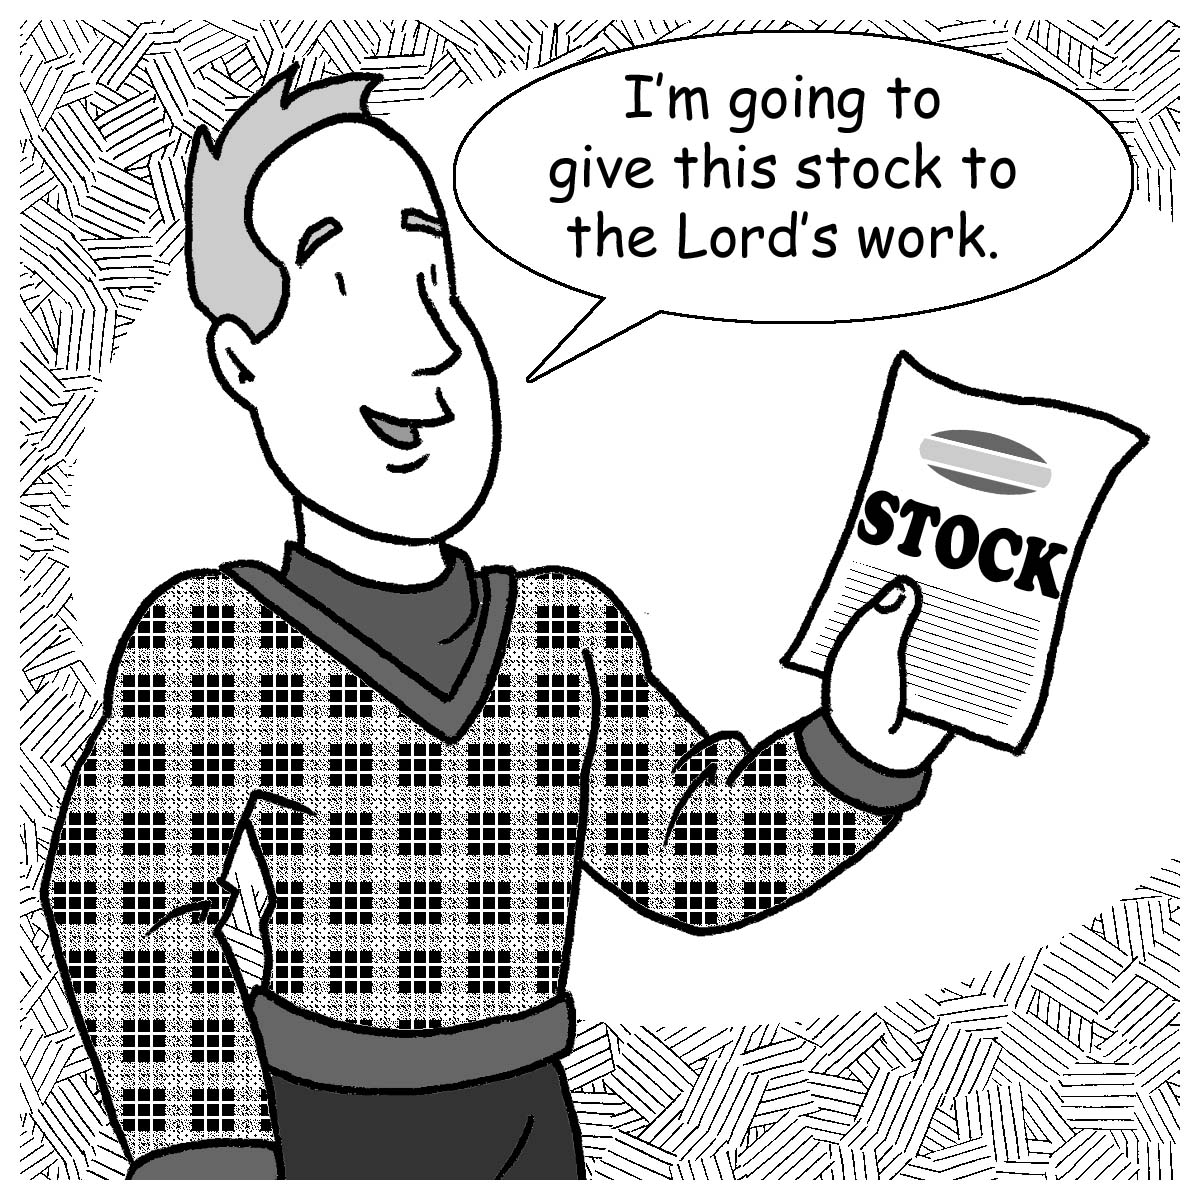 I'm going to
give this stock to
the Lord's work.
STOCK